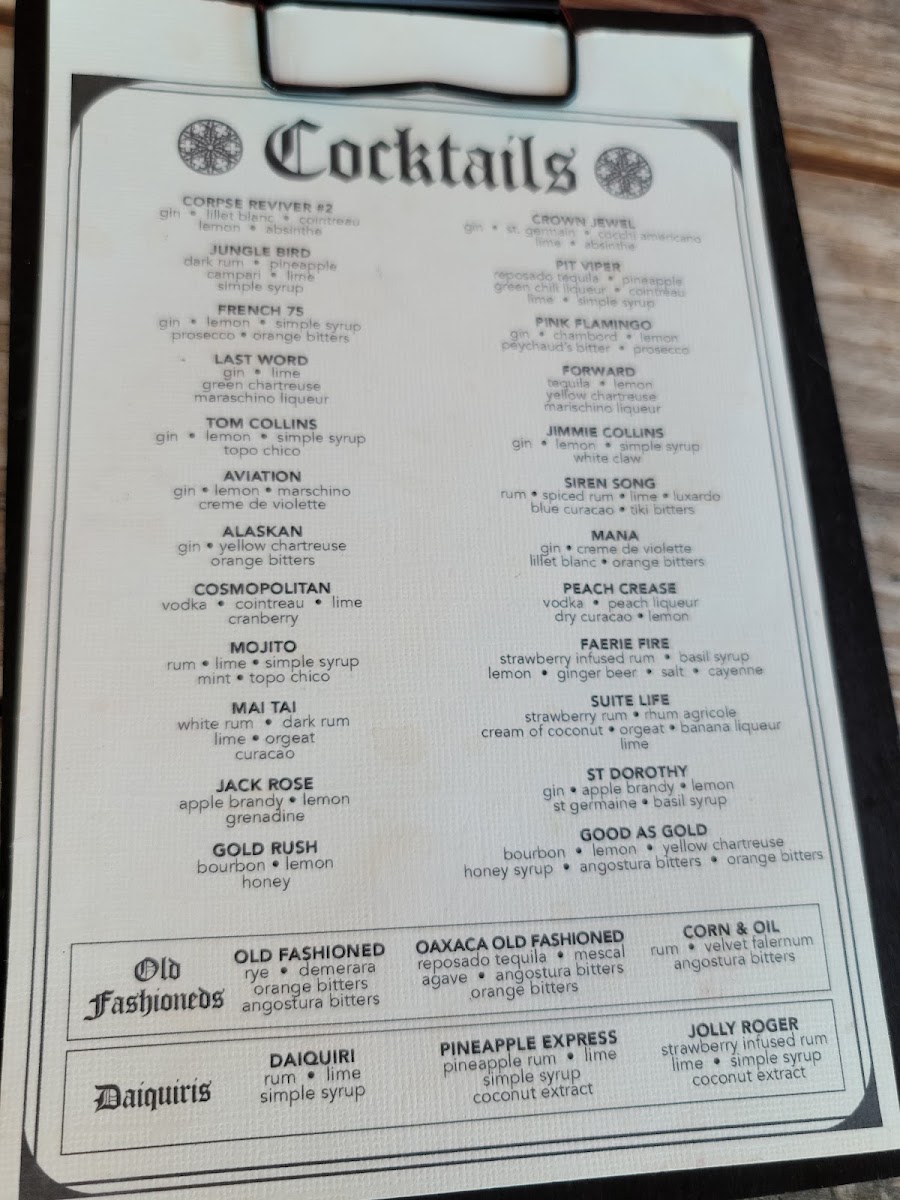 Cocktails
CORPSE REVIVER #2
gin • lillet blanc • cointreau
lemon • absinthe
JUNGLE BIRD
dark rum • pineapple
campari • lime
simple syrup
FRENCH 75
gin • lemon • simple syrup
prosecco • orange bitters
LAST WORD
gin • lime
green chartreuse
maraschino liqueur
TOM COLLINS
gin • lemon • simple syrup
topo chico
AVIATION
gin • lemon • marschino
creme de violette
ALASKAN
gin • yellow chartreuse
orange bitters
COSMOPOLITAN
vodka • cointreau • lime
cranberry
MOJITO
rum • lime • simple syrup
mint • topo chico
MAI TAI
white rum • dark rum
lime • orgeat
curacao
JACK ROSE
apple brandy • lemon
grenadine
GOLD RUSH
bourbon • lemon
honey
CROWN JEWEL
gin • st. germain • cocchi americano
lime • absinthe
PIT VIPER
reposado tequila • pineapple
green chili liqueur • cointreau
lime • simple syrup
PINK FLAMINGO
gin • chambord • lemon
peychaud's bitter • prosecco
FORWARD
tequila • lemon
yellow chartreuse
marischino liqueur
JIMMIE COLLINS
gin • lemon • simple syrup
white claw
SIREN SONG
rum • spiced rum • lime • luxardo
blue curacao • tiki bitters
MANA
gin • creme de violette
lillet blanc • orange bitters
PEACH CREASE
vodka • peach liqueur
dry curacao • lemon
FAERIE FIRE
strawberry infused rum • basil syrup
lemon • ginger beer • salt • cayenne
SUITE LIFE
strawberry rum • rhum agricole
cream of coconut • orgeat • banana liqueur
lime
ST DOROTHY
gin • apple brandy • lemon
st germaine • basil syrup
GOOD AS GOLD
bourbon • lemon • yellow chartreuse
honey syrup • angostura bitters • orange bitters
Old
Fashioneds
OLD FASHIONED
rye • demerara
orange bitters
angostura bitters
OAXACA OLD FASHIONED
reposado tequila • mescal
agave • angostura bitters
orange bitters
CORN & OIL
rum • velvet falernum
angostura bitters
Daiquiris
DAIQUIRI
rum • lime
simple syrup
PINEAPPLE EXPRESS
pineapple rum • lime
simple syrup
coconut extract
JOLLY ROGER
strawberry infused rum
lime • simple syrup
coconut extract